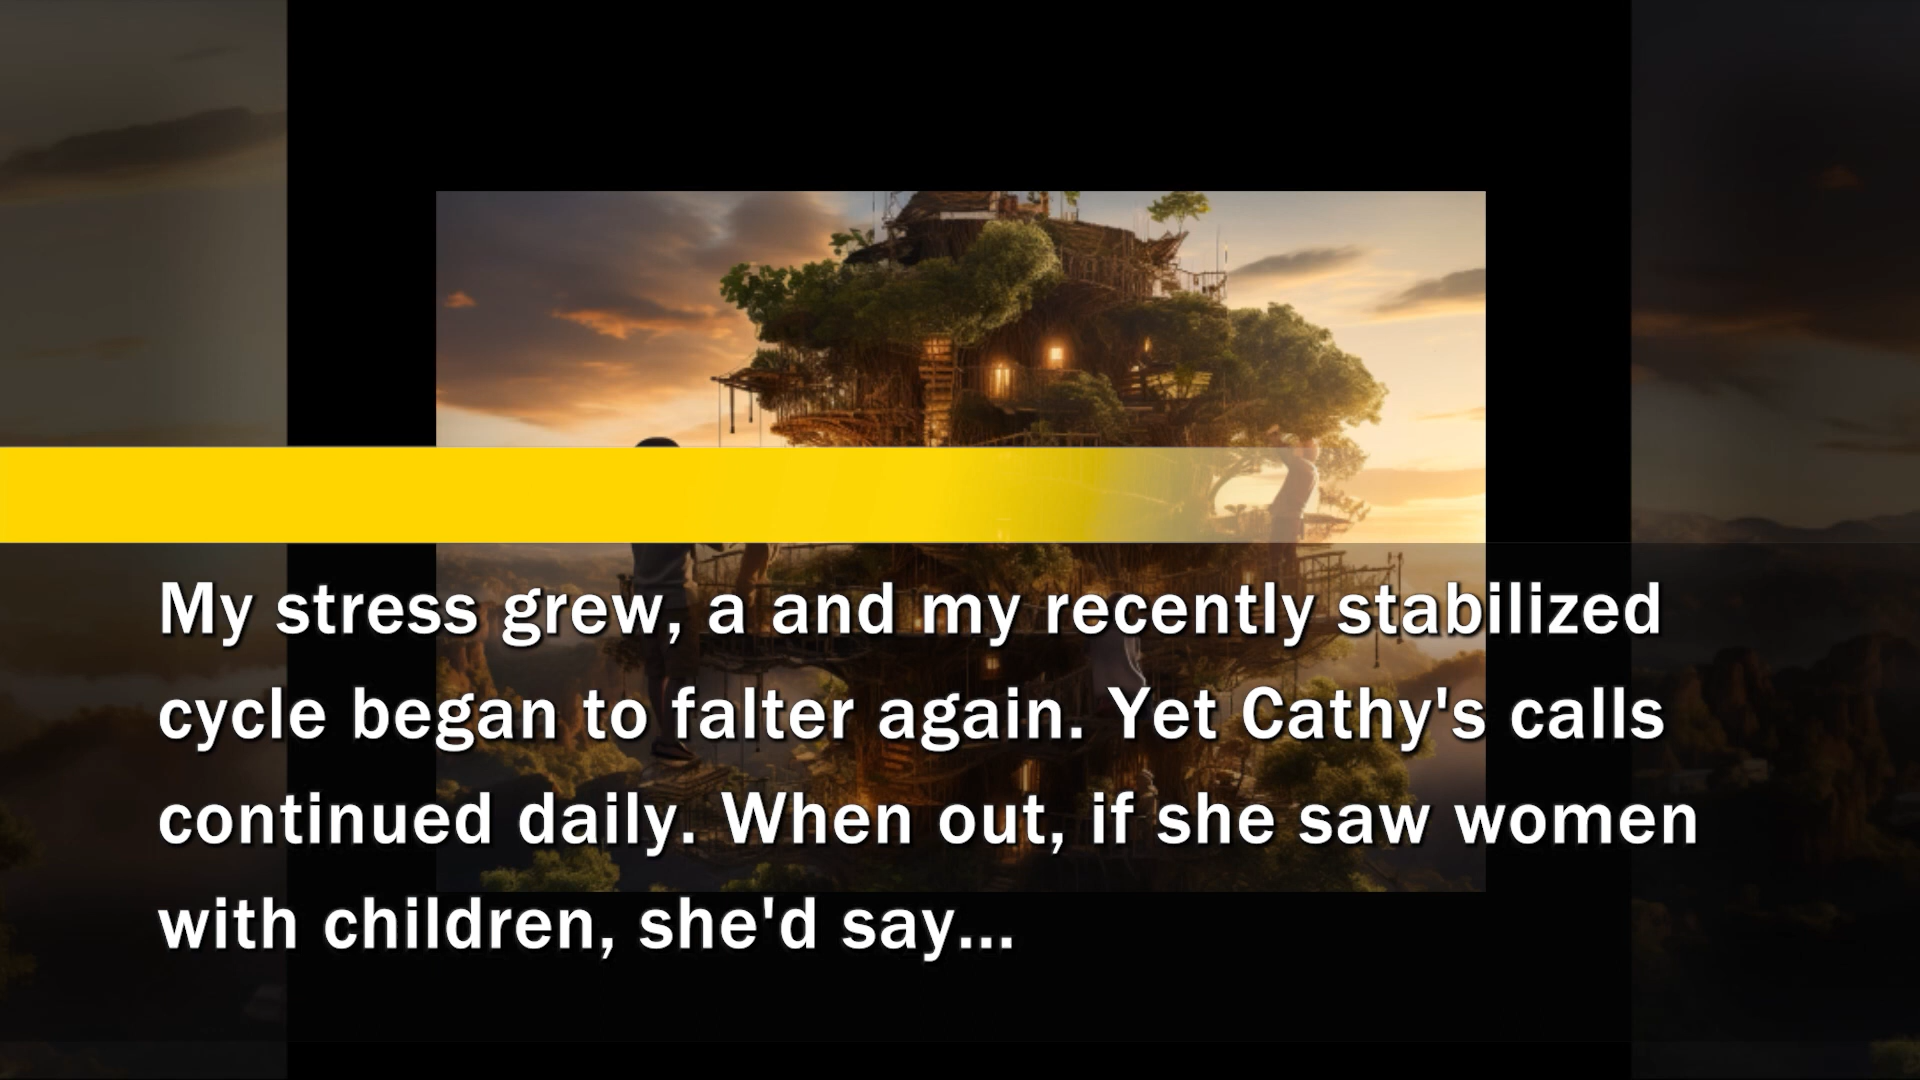 My stress grew, a and my recently stabilized
cycle began to falter again. Yet Cathy's calls
continued daily. When out, if she saw women
with children, she'd say...